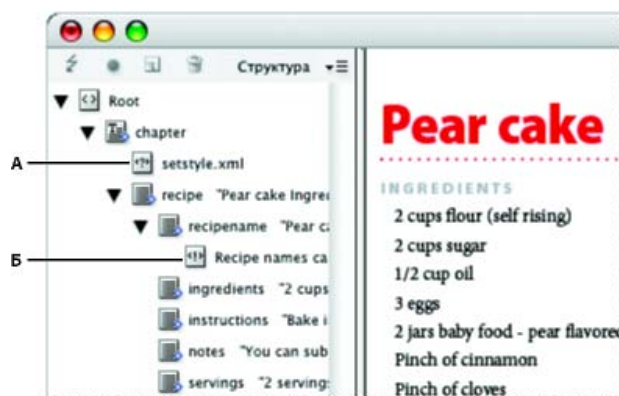 Структура
Root
chapter
А
setstyle.xml
recipe "Pear cake Ingre
recipename "Pear c
Б
Recipe names ca
ingredients "2 cups
instructions "Bake i
notes "You can sub
servings "2 serving
Pear cake
INGREDIENTS
2 cups flour (self rising)
2 cups sugar
1/2 cup oil
3 eggs
2 jars baby food - pear flavored
Pinch of cinnamon
Pinch of cloves